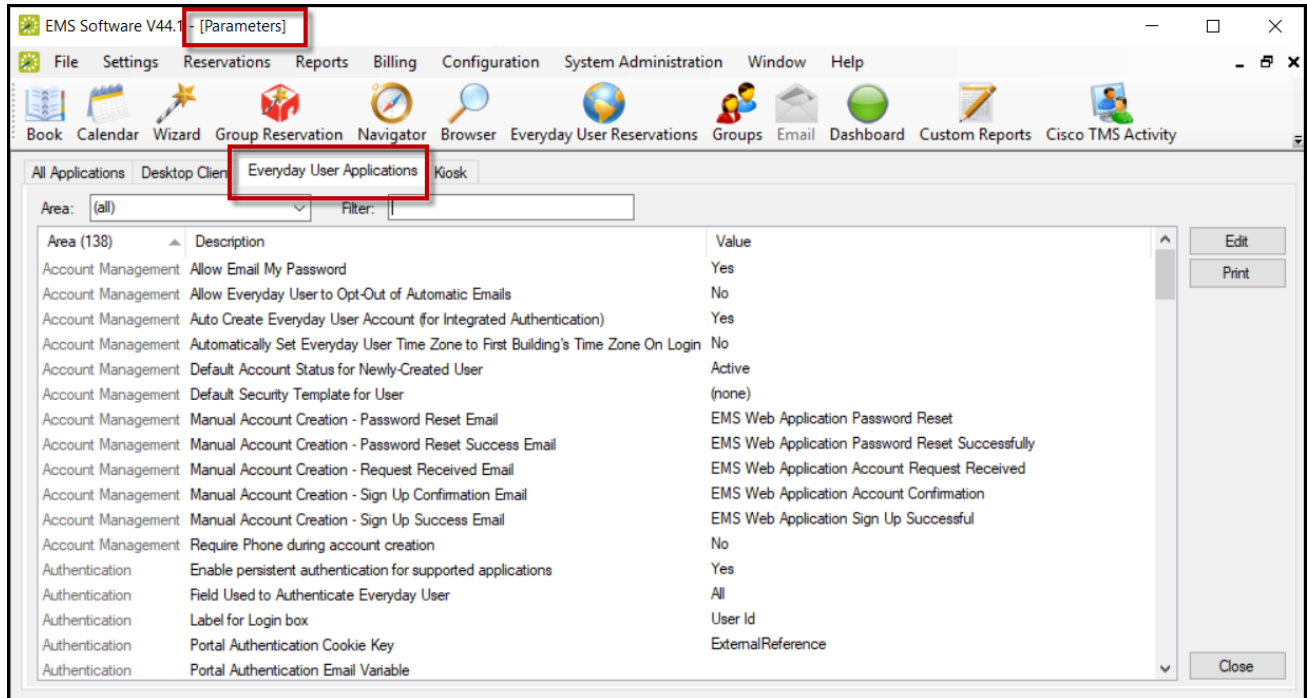 EMS Software V44.1 - [Parameters]
File Settings Reservations Reports Billing Configuration System Administration Window Help
Book Calendar Wizard Group Reservation Navigator Browser Everyday User Reservations Groups Email Dashboard Custom Reports Cisco TMS Activity
All Applications Desktop Clien Everyday User Applications Kiosk
Area: (all) Filter:
Area (138) Description Value
Edit
Account Management Allow Email My Password Yes
Print
Account Management Allow Everyday User to Opt-Out of Automatic Emails No
Account Management Auto Create Everyday User Account (for Integrated Authentication) Yes
Account Management Automatically Set Everyday User Time Zone to First Building's Time Zone On Login No
Account Management Default Account Status for Newly-Created User Active
Account Management Default Security Template for User (none)
Account Management Manual Account Creation - Password Reset Email EMS Web Application Password Reset
Account Management Manual Account Creation - Password Reset Success Email EMS Web Application Password Reset Successfully
Account Management Manual Account Creation - Request Received Email EMS Web Application Account Request Received
Account Management Manual Account Creation - Sign Up Confirmation Email EMS Web Application Account Confirmation
Account Management Manual Account Creation - Sign Up Success Email EMS Web Application Sign Up Successful
Account Management Require Phone during account creation No
Authentication Enable persistent authentication for supported applications Yes
Authentication Field Used to Authenticate Everyday User All
Authentication Label for Login box User Id
Authentication Portal Authentication Cookie Key ExternalReference
Authentication Portal Authentication Email Variable
Close